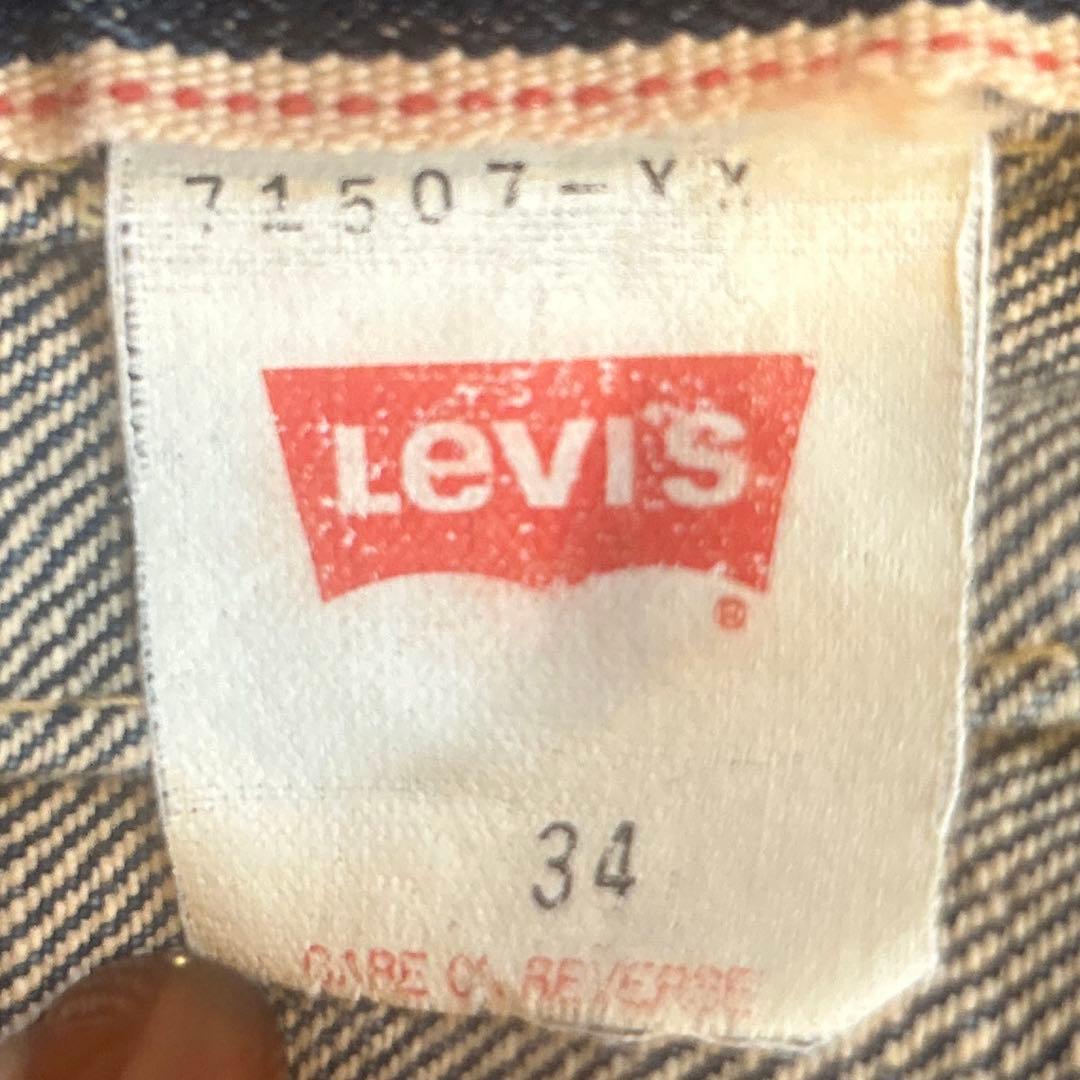 71507-XX
LEVI'S
®
34
CARE ON REVERSE